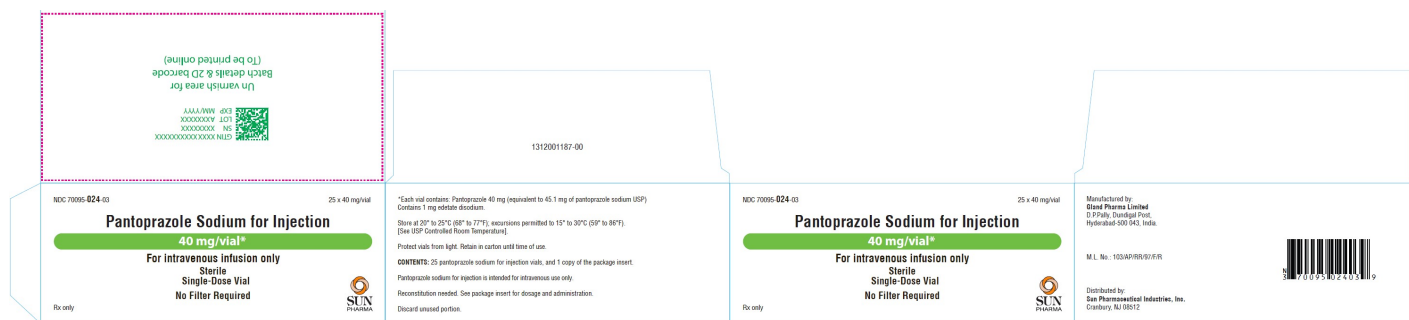 Un varnish area for
Batch details & 2D barcode
(To be printed online)
GTIN XXXXXXXXXXXXXX
SN XXXXXXXX
LOT AXXXXXX
EXP MM/YYYY
1312001187-00
NDC 70095-024-03
25 x 40 mg/vial
Pantoprazole Sodium for Injection
40 mg/vial*
For intravenous infusion only
Sterile
Single-Dose Vial
No Filter Required
Rx only
SUN
PHARMA
*Each vial contains: Pantoprazole 40 mg (equivalent to 45.1 mg of pantoprazole sodium USP)
Contains 1 mg edetate disodium.
Store at 20° to 25°C (68° to 77°F); excursions permitted to 15° to 30°C (59° to 86°F).
[See USP Controlled Room Temperature].
Protect vials from light. Retain in carton until time of use.
CONTENTS: 25 pantoprazole sodium for injection vials, and 1 copy of the package insert.
Pantoprazole sodium for injection is intended for intravenous use only.
Reconstitution needed. See package insert for dosage and administration.
Discard unused portion.
NDC 70095-024-03
25 x 40 mg/vial
Pantoprazole Sodium for Injection
40 mg/vial*
For intravenous infusion only
Sterile
Single-Dose Vial
No Filter Required
Rx only
SUN
PHARMA
Manufactured by:
Gland Pharma Limited
D.P.Pally, Dundigal Post,
Hyderabad-500 043, India.
M.L. No.: 103/AP/RR/97/F/R
Distributed by:
Sun Pharmaceutical Industries, Inc.
Cranbury, NJ 08512
N
3 70095 02403 9